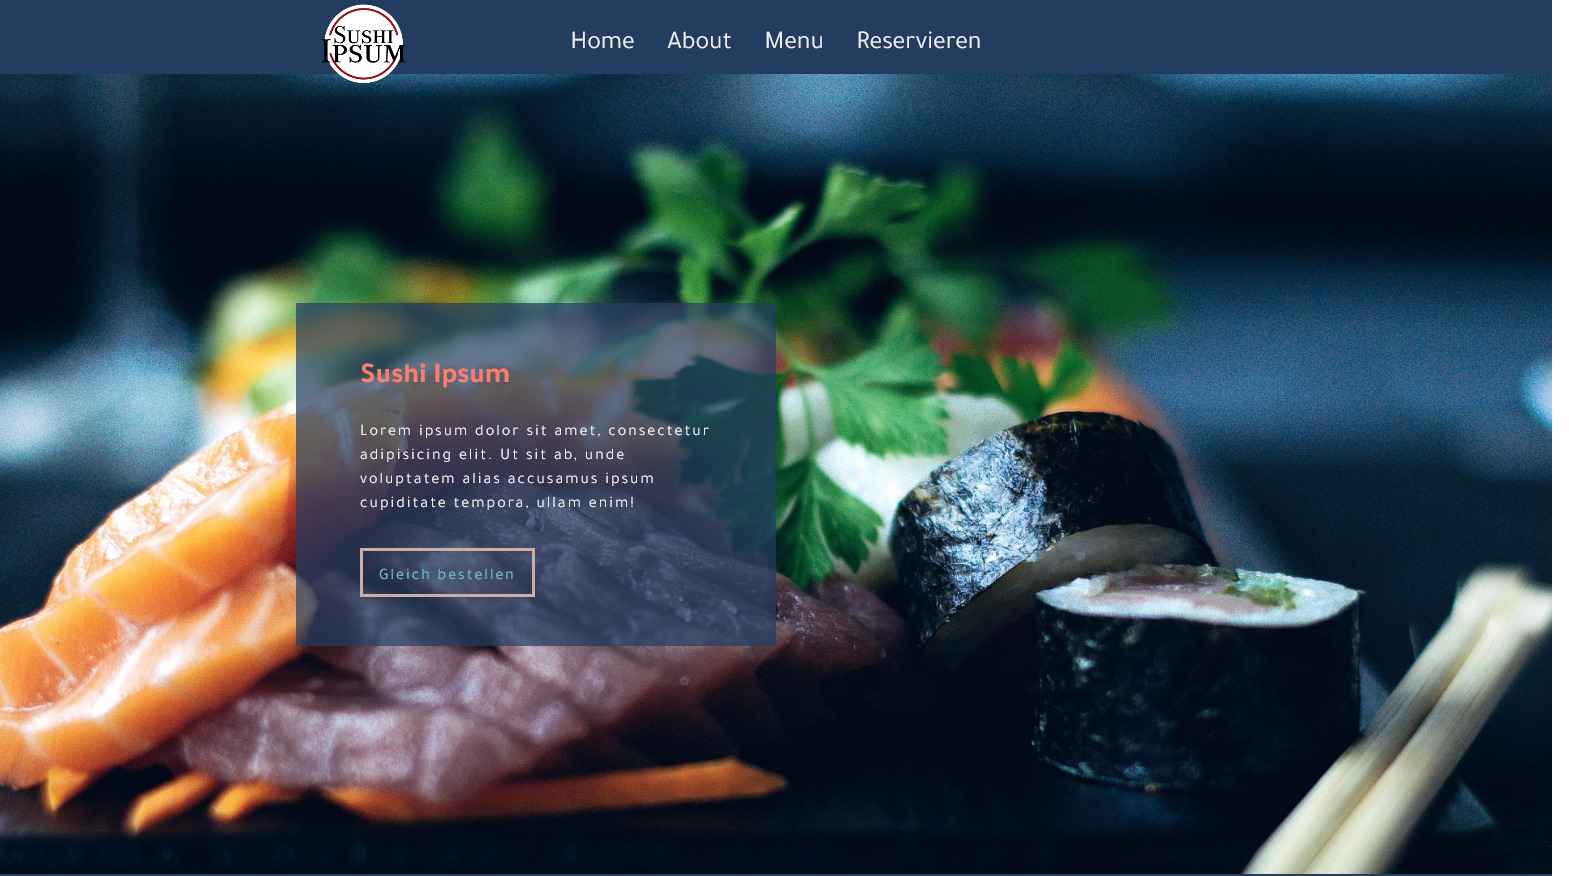 SUSHI
IPSUM
Home About Menu Reservieren
Sushi Ipsum
Lorem ipsum dolor sit amet, consectetur
adipisicing elit. Ut sit ab, unde
voluptatem alias accusamus ipsum
cupiditate tempora, ullam enim!
Gleich bestellen